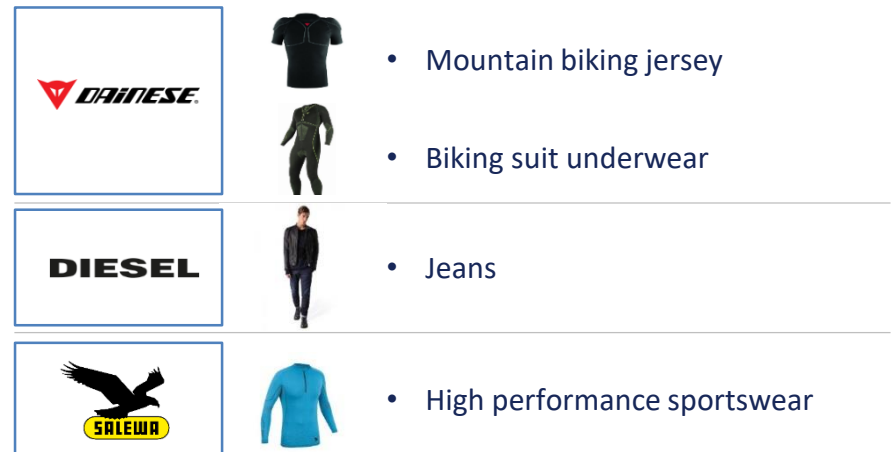 DAINESE.
• Mountain biking jersey
• Biking suit underwear
DIESEL
• Jeans
SALEWA
• High performance sportswear